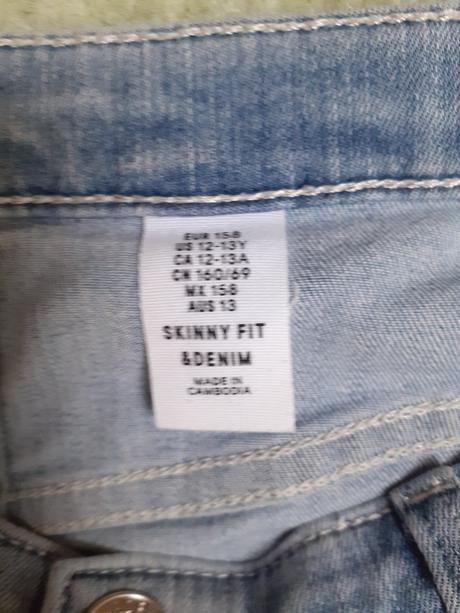 EUR 158
US 12-13Y
CA 12-13A
CN 160/69
MX 158
AUS 13
SKINNY FIT
&DENIM
MADE IN
CAMBODIA